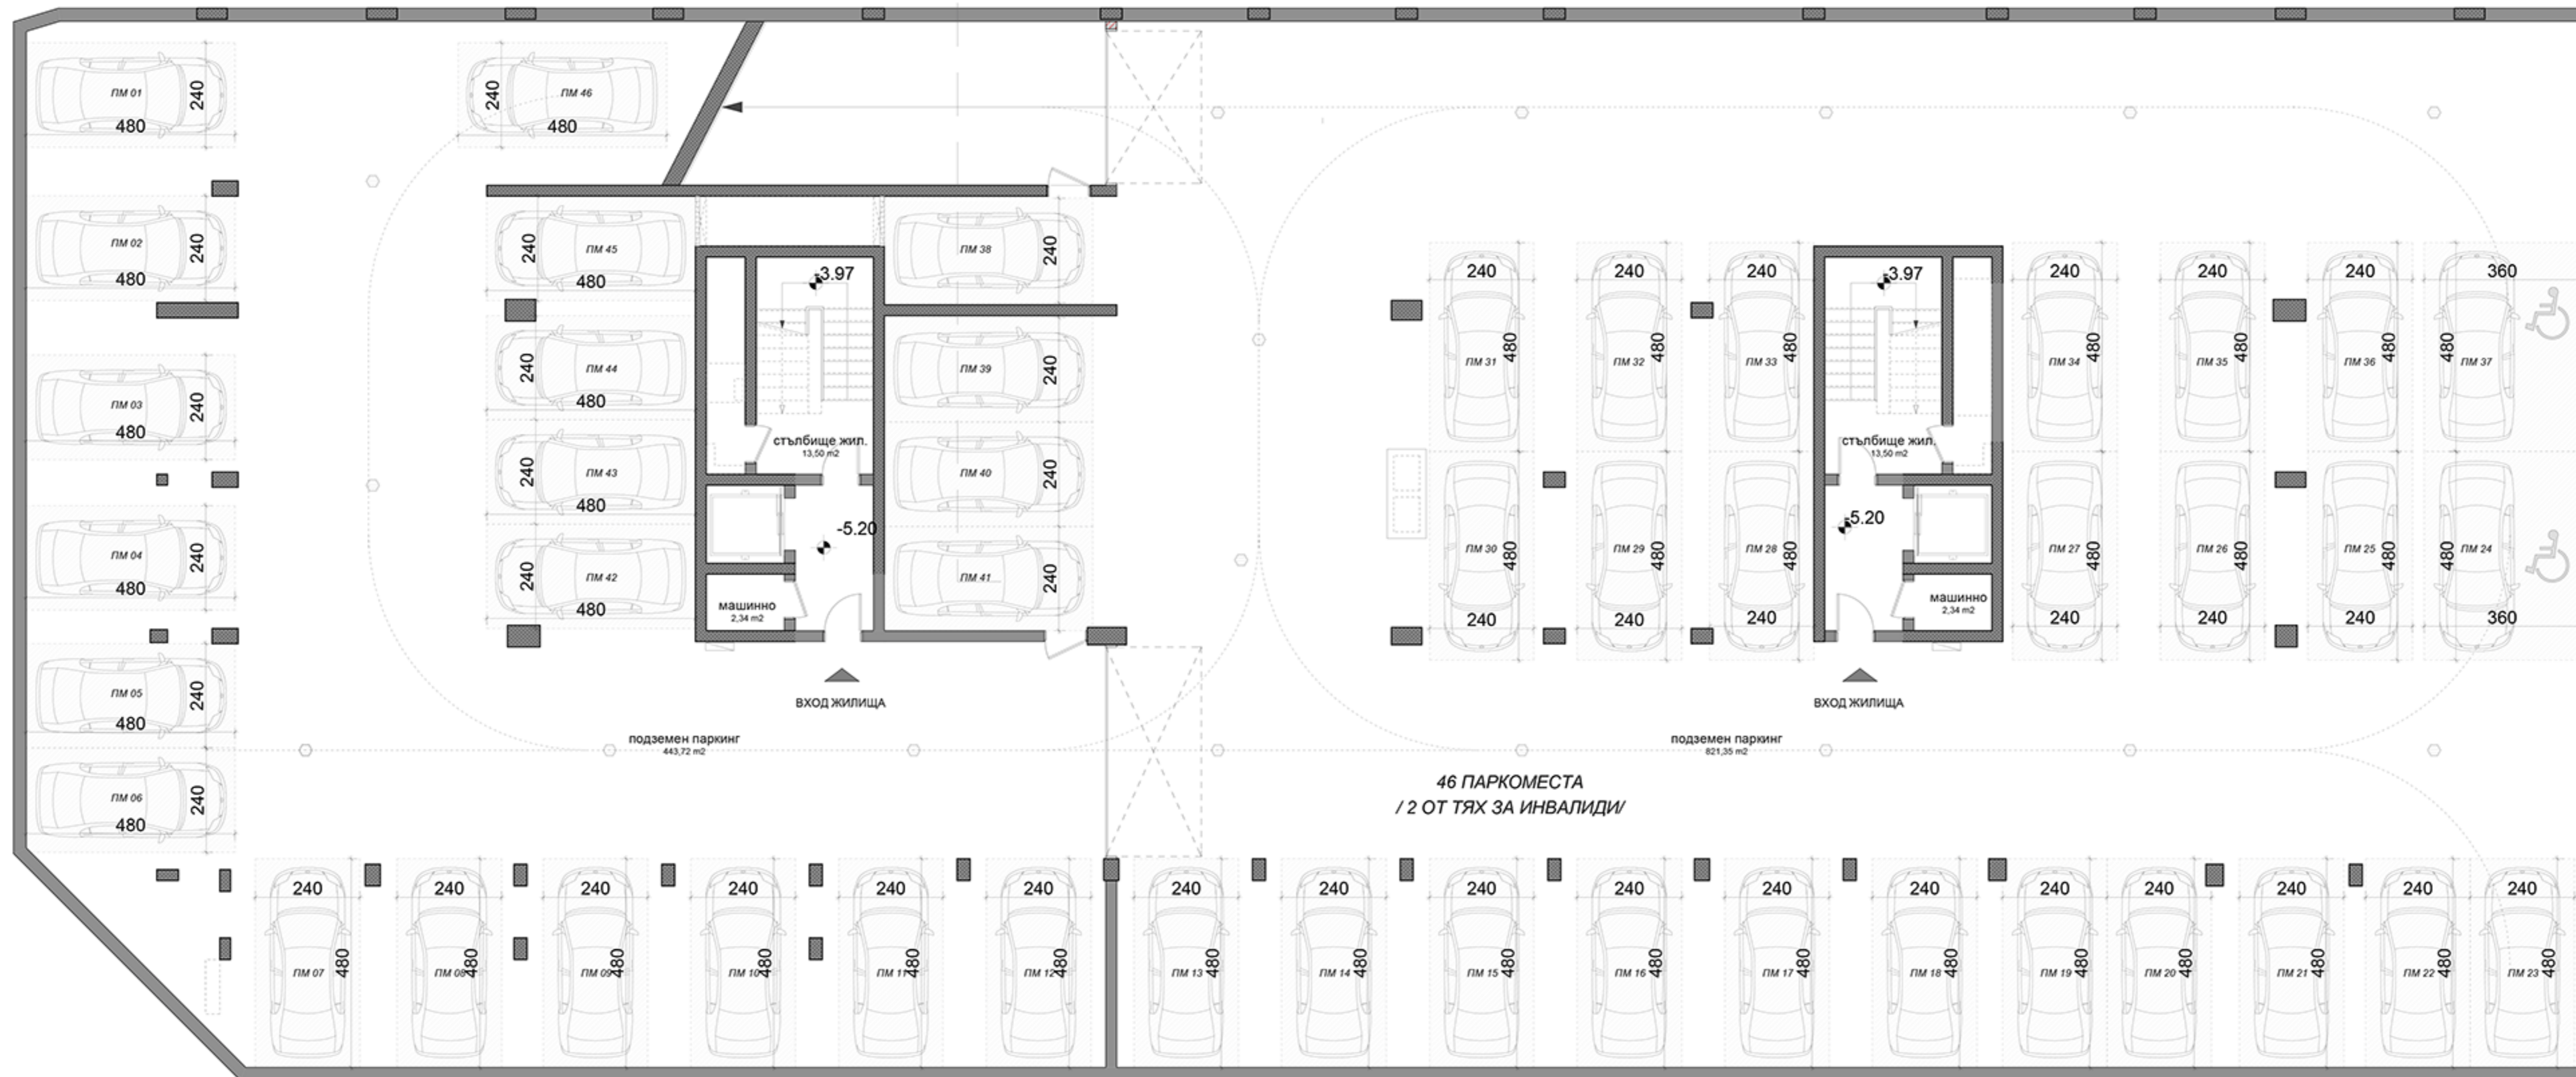 ПМ 01
240
480
ПМ 46
240
480
ПМ 02
240
480
ПМ 45
240
480
ПМ 38
240
ПМ 03
240
480
ПМ 44
240
480
ПМ 39
240
ПМ 43
240
480
ПМ 40
240
ПМ 04
240
480
ПМ 42
240
480
ПМ 41
240
ПМ 05
240
480
ПМ 06
240
480
-3.97
стълбище жил.
13,50 m2
-5.20
машинно
2,34 m2
ВХОД ЖИЛИЩА
подземен паркинг
443,72 m2
240
ПМ 31
480
240
ПМ 32
480
240
ПМ 33
480
-3.97
стълбище жил.
13,50 m2
-5.20
машинно
2,34 m2
ВХОД ЖИЛИЩА
240
ПМ 34
480
240
ПМ 35
480
240
ПМ 36
480
360
ПМ 37
480
ПМ 30
480
240
ПМ 29
480
240
ПМ 28
480
240
ПМ 27
480
240
ПМ 26
480
240
ПМ 25
480
240
ПМ 24
480
360
подземен паркинг
821,35 m2
46 ПАРКОМЕСТА
/ 2 ОТ ТЯХ ЗА ИНВАЛИДИ/
240
ПМ 07
480
240
ПМ 08
480
240
ПМ 09
480
240
ПМ 10
480
240
ПМ 11
480
240
ПМ 12
480
240
ПМ 13
480
240
ПМ 14
480
240
ПМ 15
480
240
ПМ 16
480
240
ПМ 17
480
240
ПМ 18
480
240
ПМ 19
480
240
ПМ 20
480
240
ПМ 21
480
240
ПМ 22
480
240
ПМ 23
480